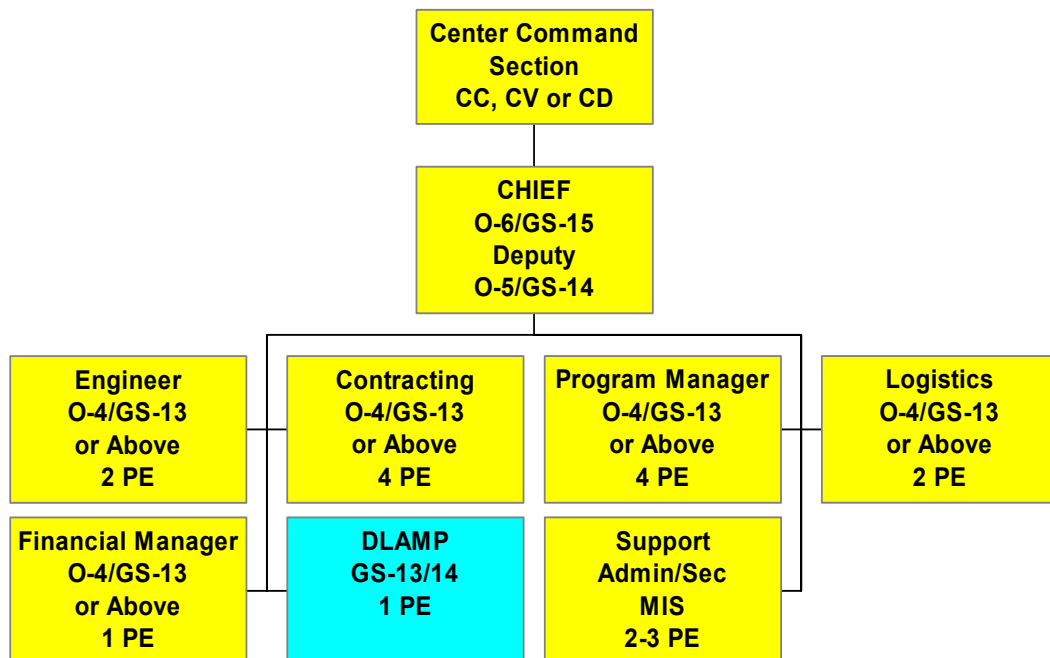 Center Command
Section
CC, CV or CD
CHIEF
O-6/GS-15
Deputy
O-5/GS-14
Engineer
O-4/GS-13
or Above
2 PE
Contracting
O-4/GS-13
or Above
4 PE
Program Manager
O-4/GS-13
or Above
4 PE
Logistics
O-4/GS-13
or Above
2 PE
Financial Manager
O-4/GS-13
or Above
1 PE
DLAMP
GS-13/14
1 PE
Support
Admin/Sec
MIS
2-3 PE